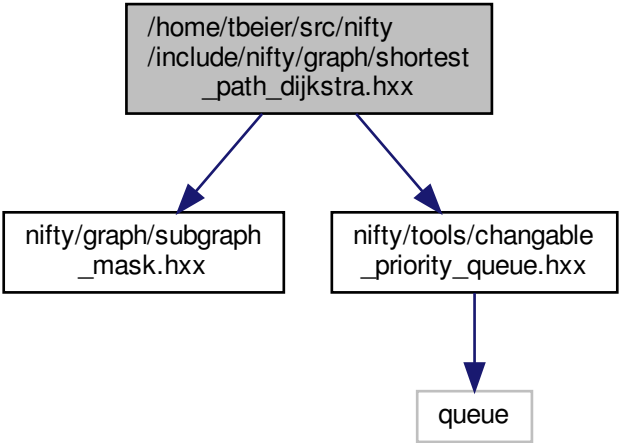 /home/tbeier/src/nifty
/include/nifty/graph/shortest
_path_dijkstra.hxx
nifty/graph/subgraph
_mask.hxx
nifty/tools/changable
_priority_queue.hxx
queue